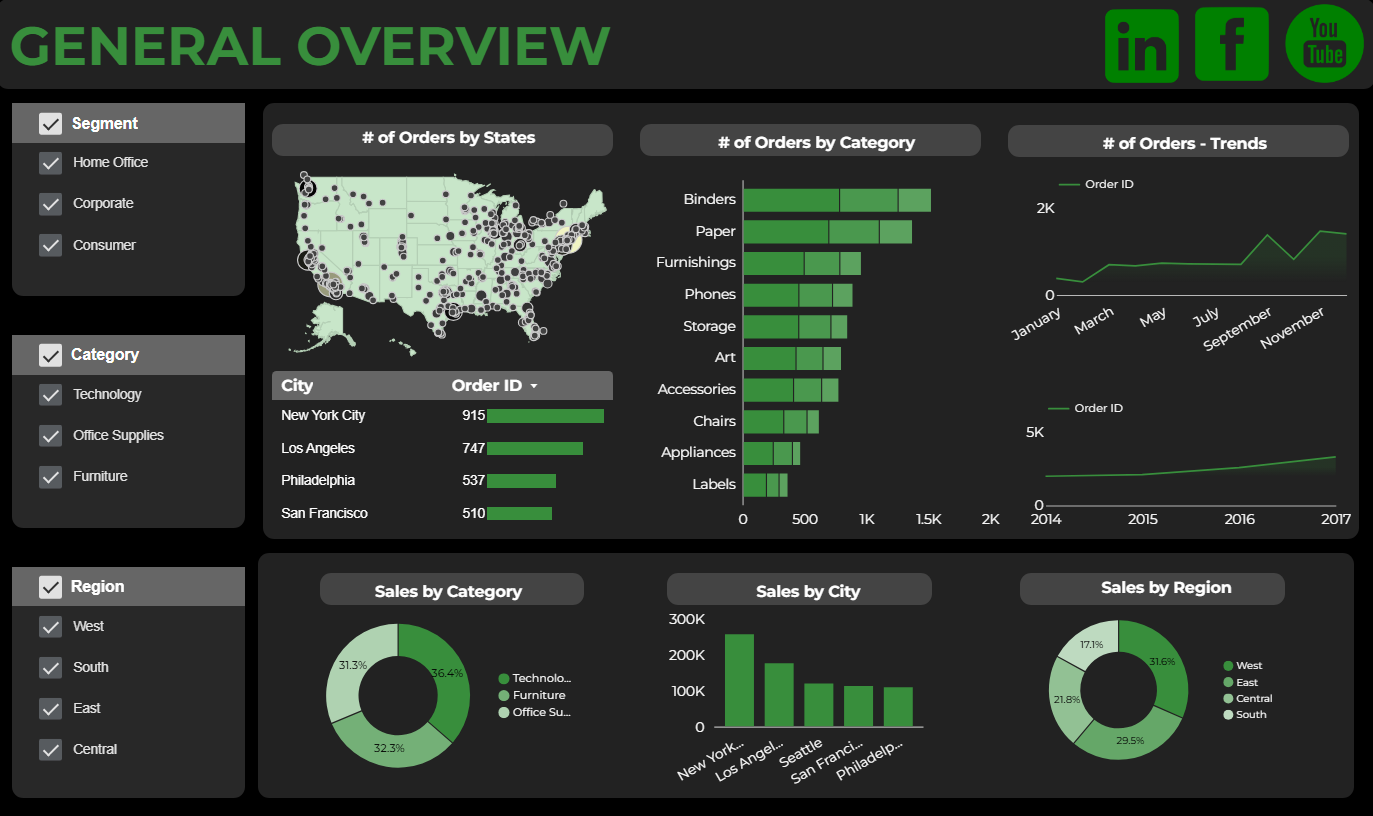 GENERAL OVERVIEW
in
f
You
Tube
Segment
Home Office
Corporate
Consumer
Category
Technology
Office Supplies
Furniture
Region
West
South
East
Central
# of Orders by States
City Order ID
New York City 915
Los Angeles 747
Philadelphia 537
San Francisco 510
# of Orders by Category
Binders
Paper
Furnishings
Phones
Storage
Art
Accessories
Chairs
Appliances
Labels
0 500 1K 1.5K 2K
# of Orders - Trends
Order ID
2K
0
January March May July September November
Order ID
5K
0
2014 2015 2016 2017
Sales by Category
31.3%
36.4%
32.3%
Technolo...
Furniture
Office Su...
Sales by City
300K
200K
100K
0
New York... Los Angel... Seattle San Franci... Philadelp...
Sales by Region
17.1%
31.6%
21.8%
29.5%
West
East
Central
South